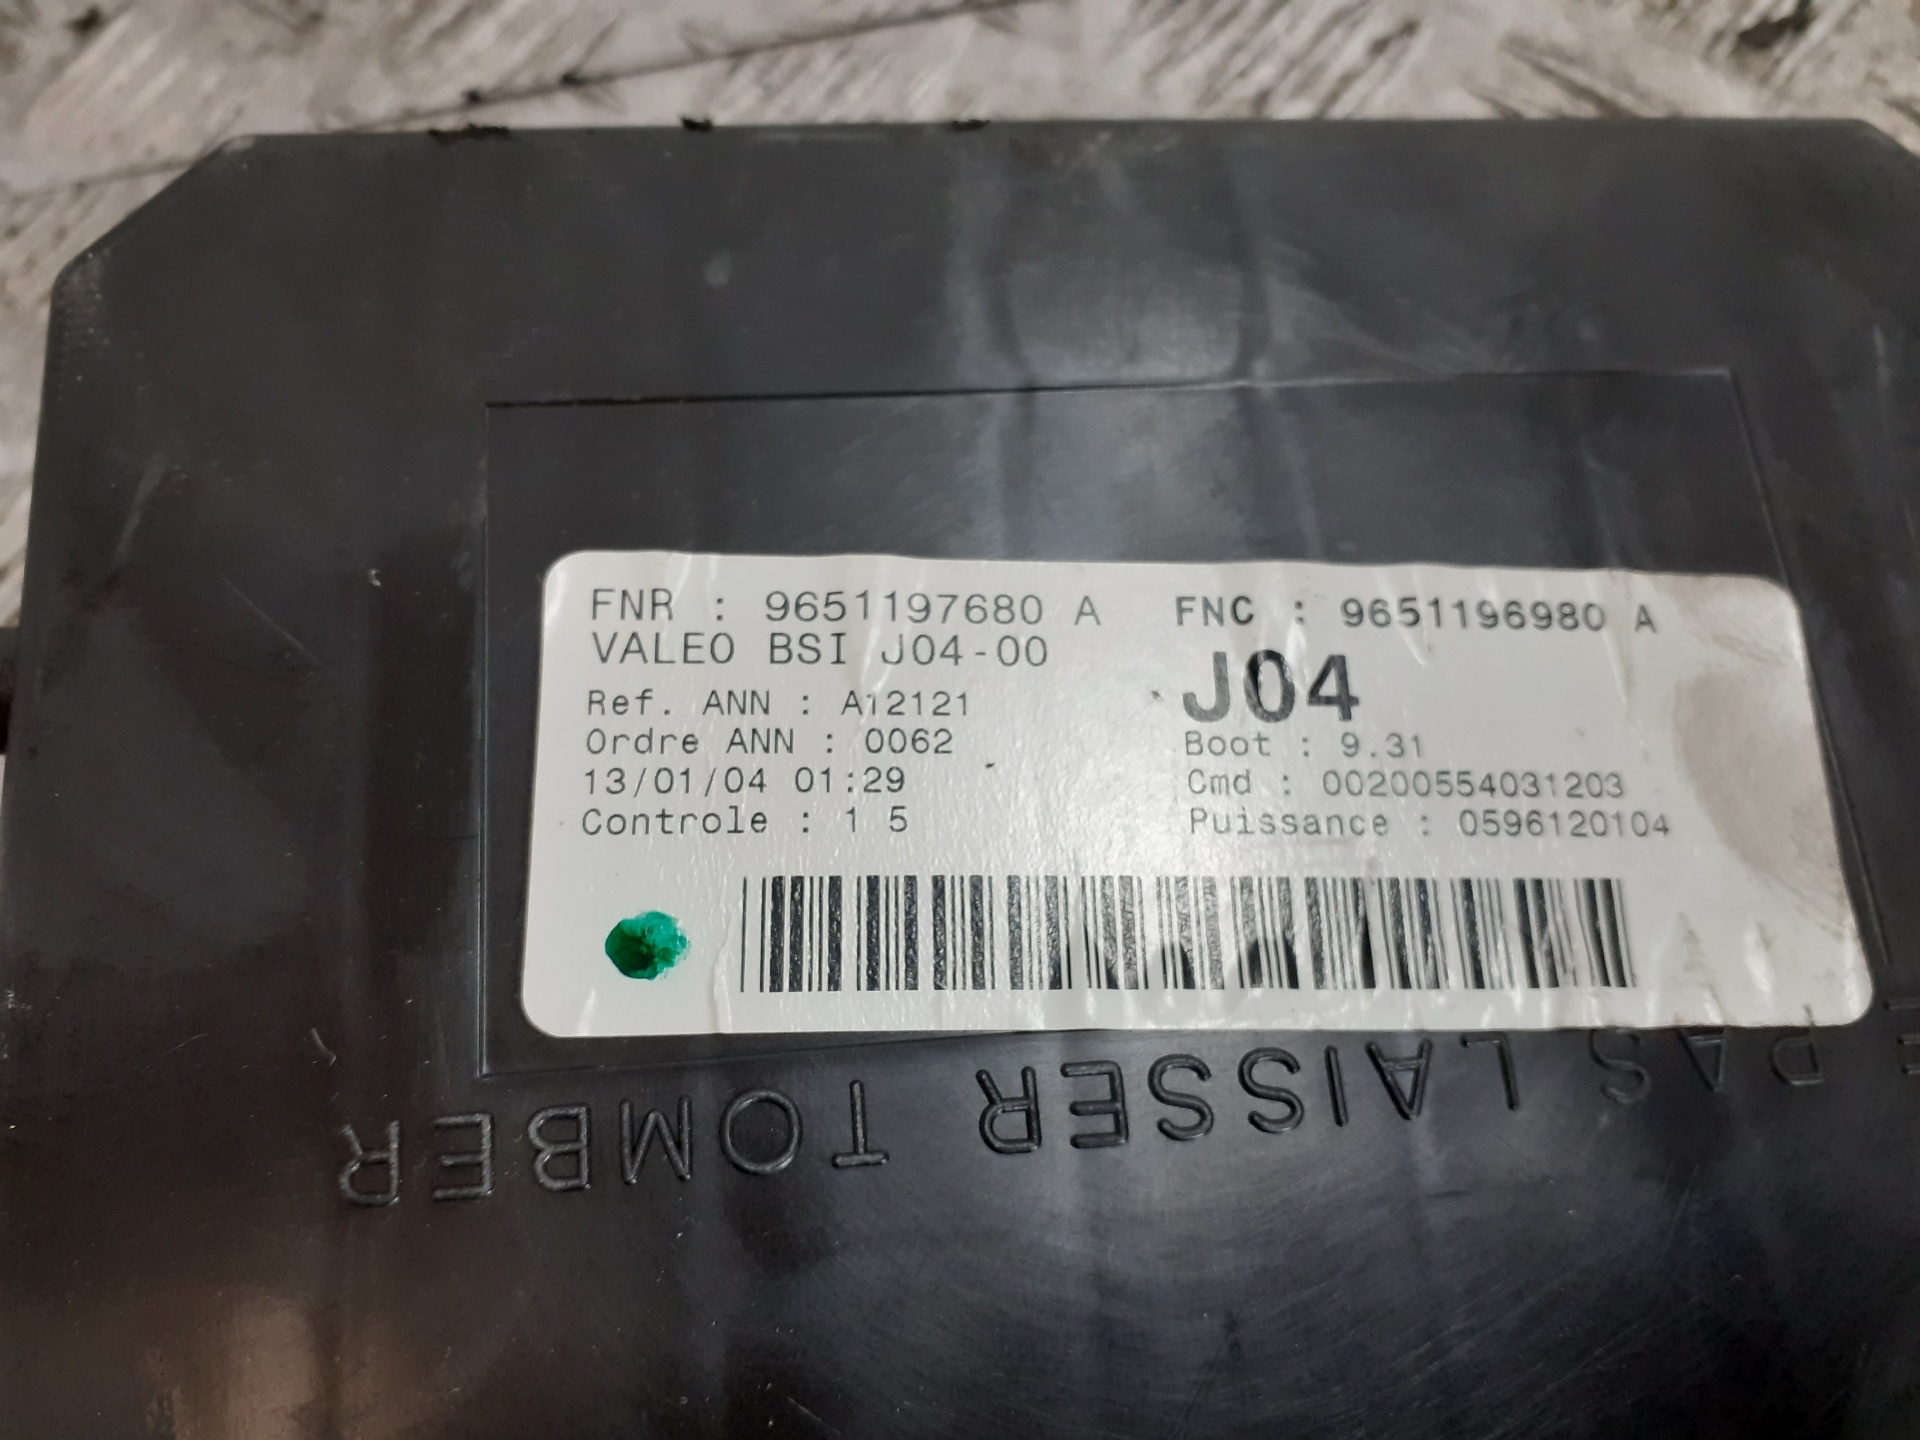 FNR : 9651197680 A FNC : 9651196980 A
VALEO BSI J04-00
J04
Ref. ANN : A12121
Ordre ANN : 0062 Boot : 9.31
13/01/04 01:29 Cmd : 00200554031203
Controle : 1 5 Puissance : 0596120104
PAS LAISSER TOMBER